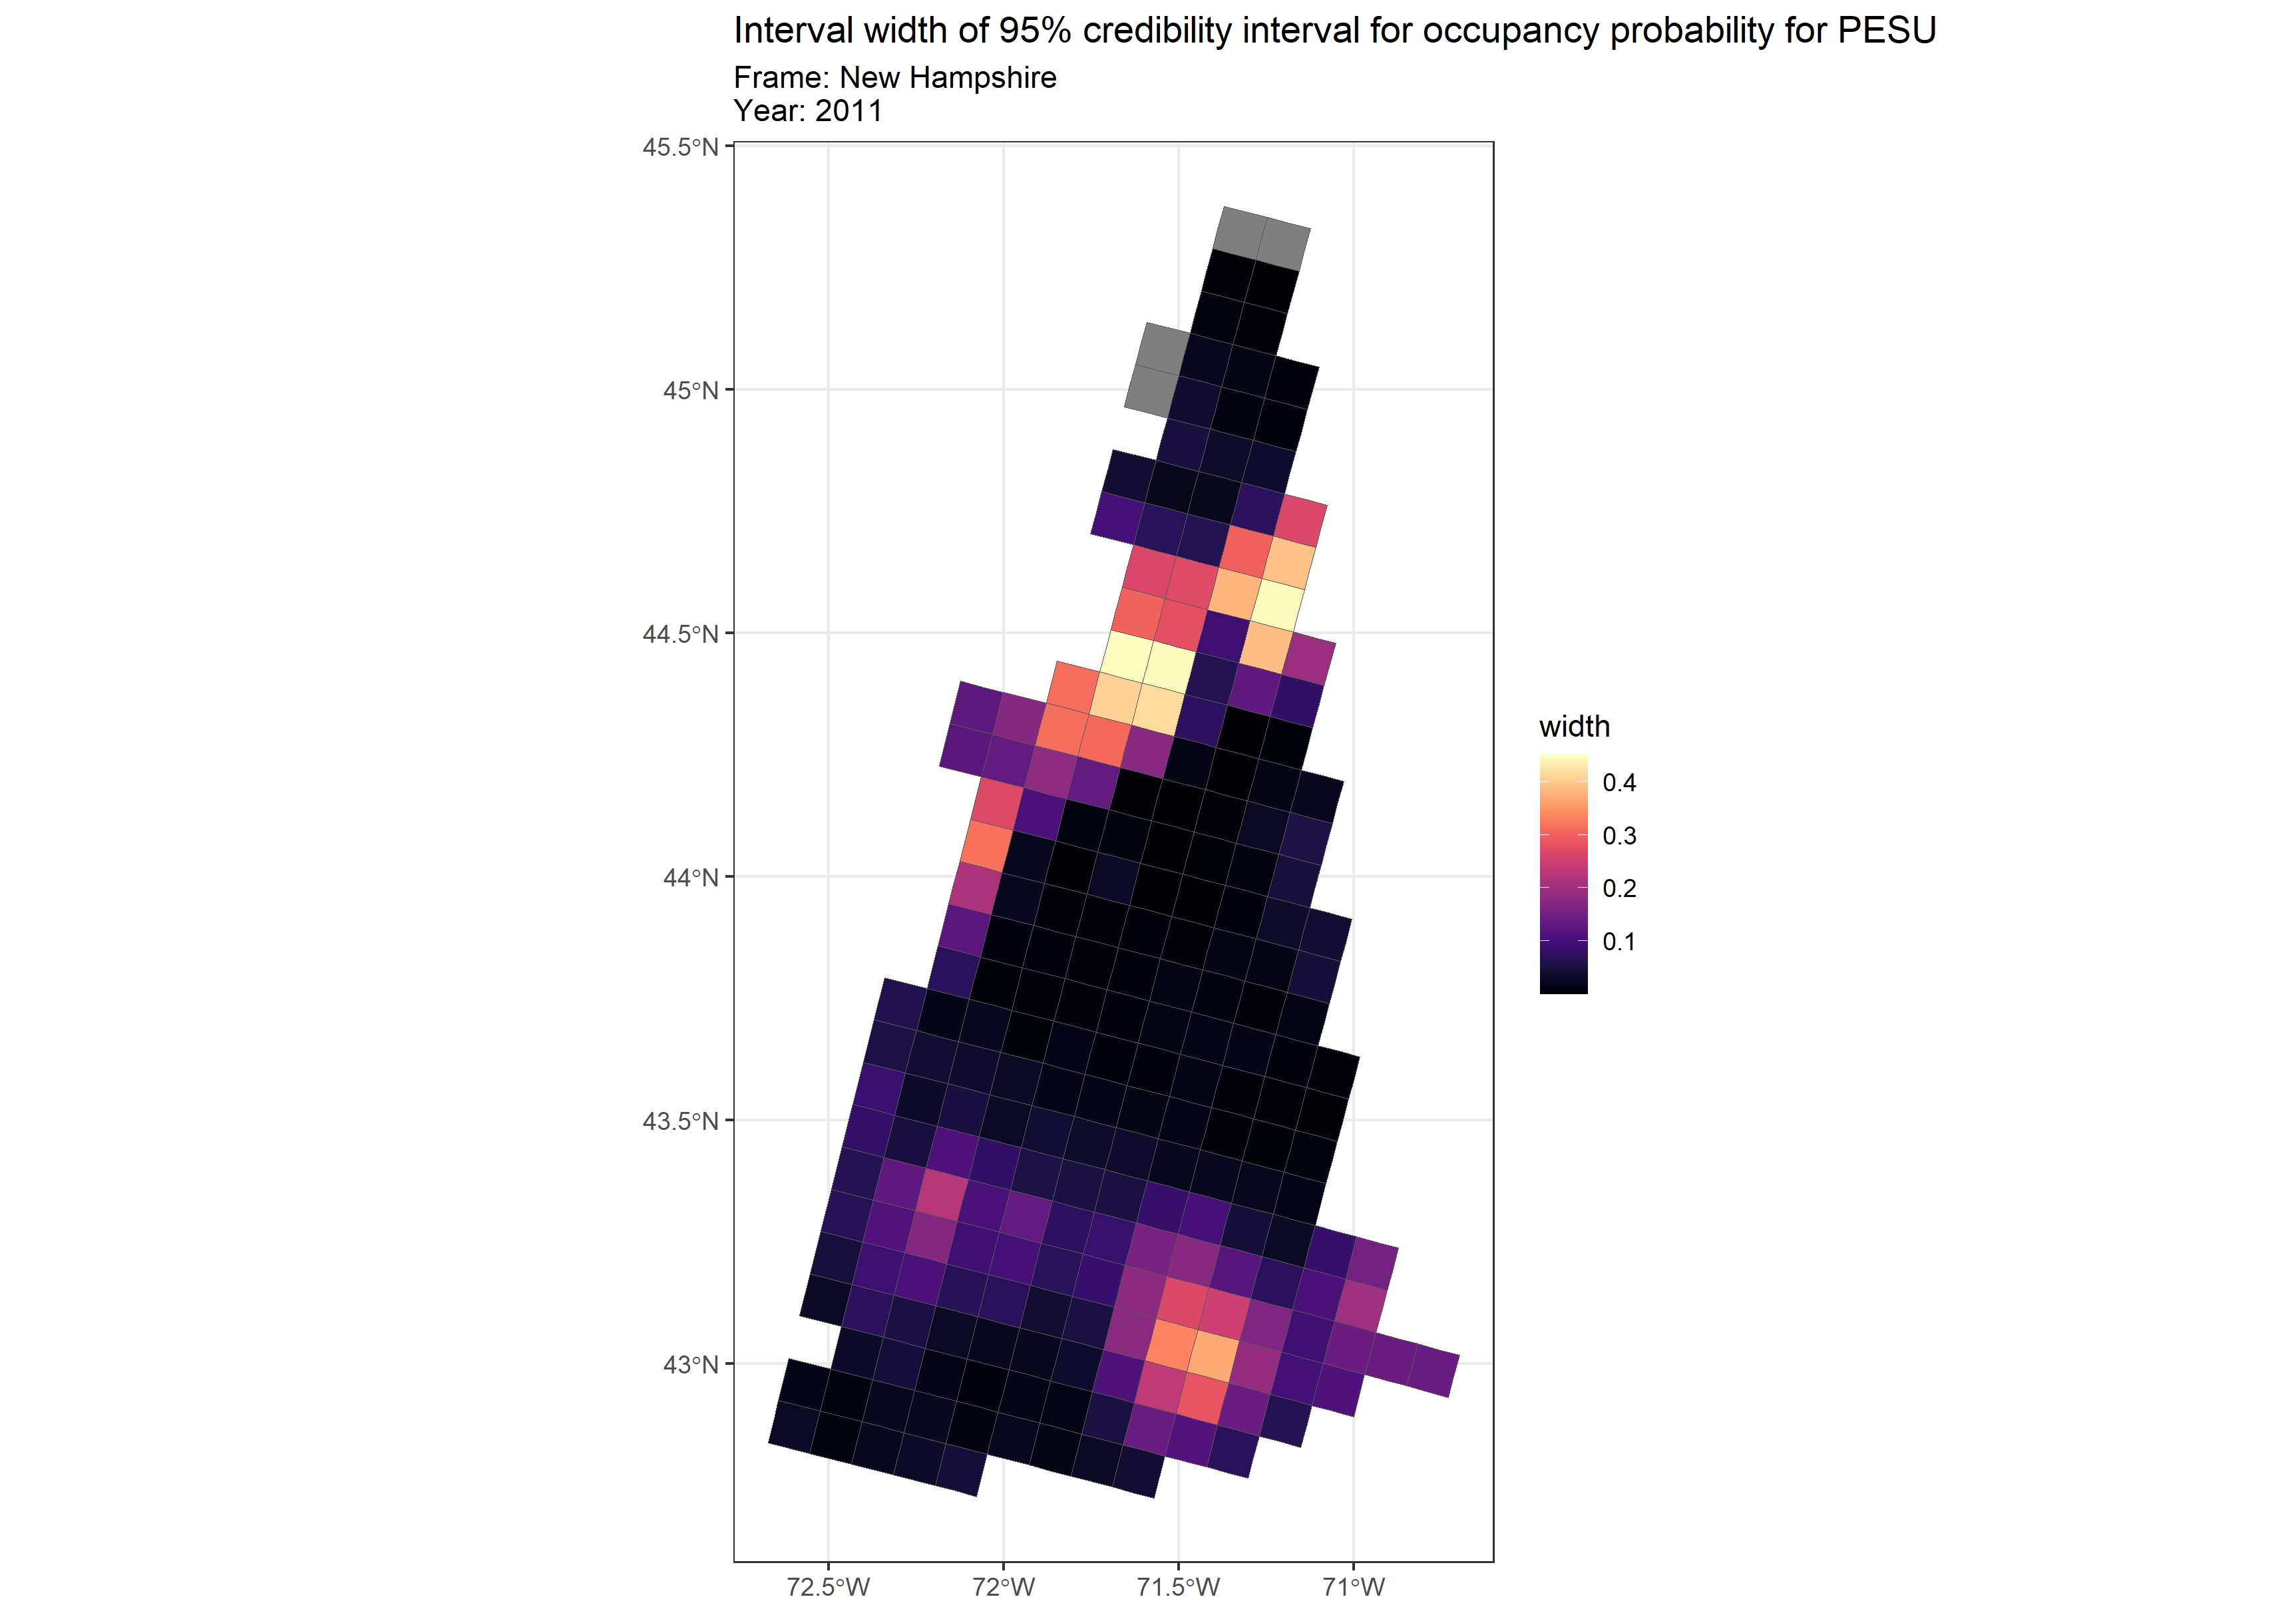 Interval width of 95% credibility interval for occupancy probability for PESU
Frame: New Hampshire
Year: 2011
45.5°N
45°N
44.5°N
44°N
43.5°N
43°N
72.5°W
72°W
71.5°W
71°W
width
0.4
0.3
0.2
0.1